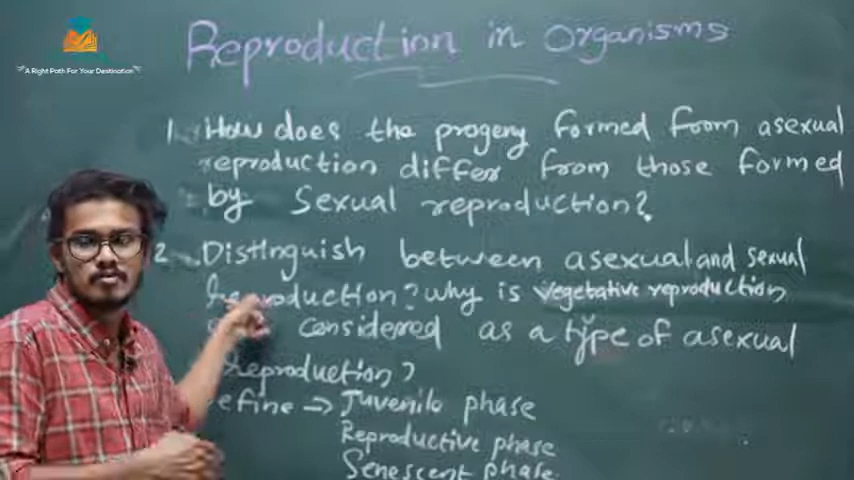 A Right Path For Your Destination
Reproduction in Organisms
1. How does the progeny formed from asexual
reproduction differ from those formed
by Sexual reproduction?
2 Distinguish between asexual and sexual
Reproduction? Why is vegetative reproduction
considered as a type of asexual
Reproduction?
efine ⇒ Juvenile phase
Reproductive phase
Senescent phase